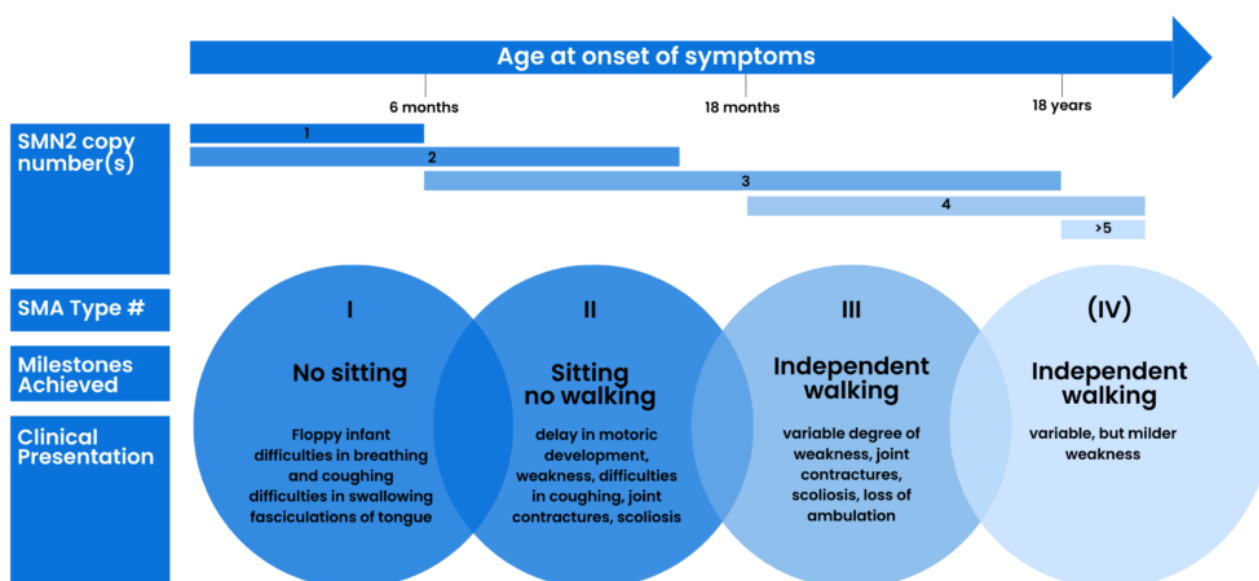 Age at onset of symptoms
6 months
18 months
18 years
SMN2 copy
number(s)
1
2
3
4
>5
SMA Type #
I
II
III
(IV)
Milestones
Achieved
No sitting
Sitting
no walking
Independent
walking
Independent
walking
Clinical
Presentation
Floppy infant
difficulties in breathing
and coughing
difficulties in swallowing
fasciculations of tongue
delay in motoric
development,
weakness, difficulties
in coughing, joint
contractures, scoliosis
variable degree of
weakness, joint
contractures,
scoliosis, loss of
ambulation
variable, but milder
weakness